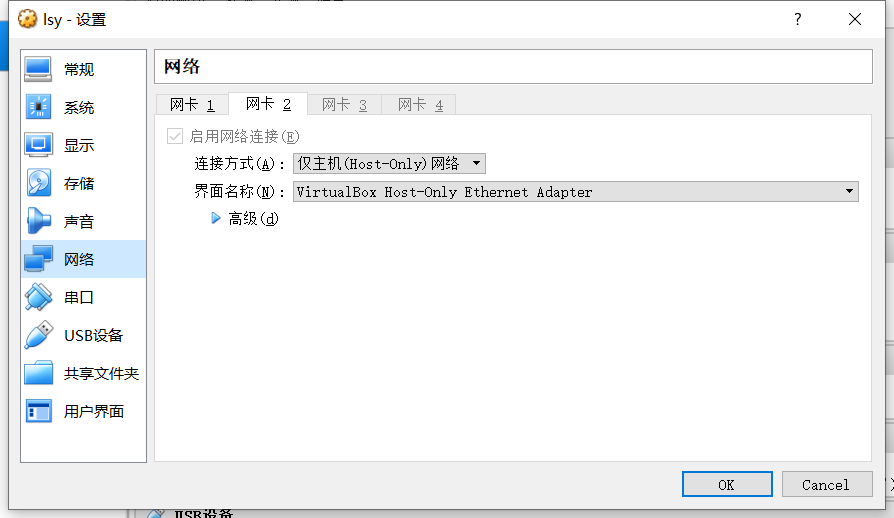 lsy - 设置
?
常规
系统
显示
存储
声音
网络
串口
USB设备
共享文件夹
用户界面
网络
网卡 1
网卡 2
网卡 3
网卡 4
启用网络连接(E)
连接方式(A): 仅主机(Host-Only)网络
界面名称(N): VirtualBox Host-Only Ethernet Adapter
高级(d)
OK
Cancel
USB设备